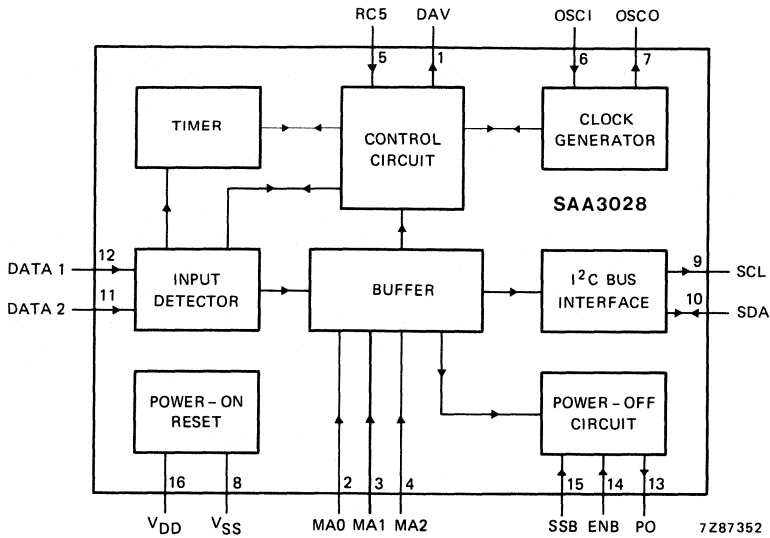 RC5 DAV OSCI OSCO
5 1 6 7
TIMER
CONTROL
CIRCUIT
CLOCK
GENERATOR
SAA3028
DATA 1 12
DATA 2 11
INPUT
DETECTOR
BUFFER
I²C BUS
INTERFACE
9 SCL
10 SDA
POWER-ON
RESET
POWER-OFF
CIRCUIT
16 8 2 3 4 15 14 13
VDD VSS MA0 MA1 MA2 SSB ENB PO
7Z87352